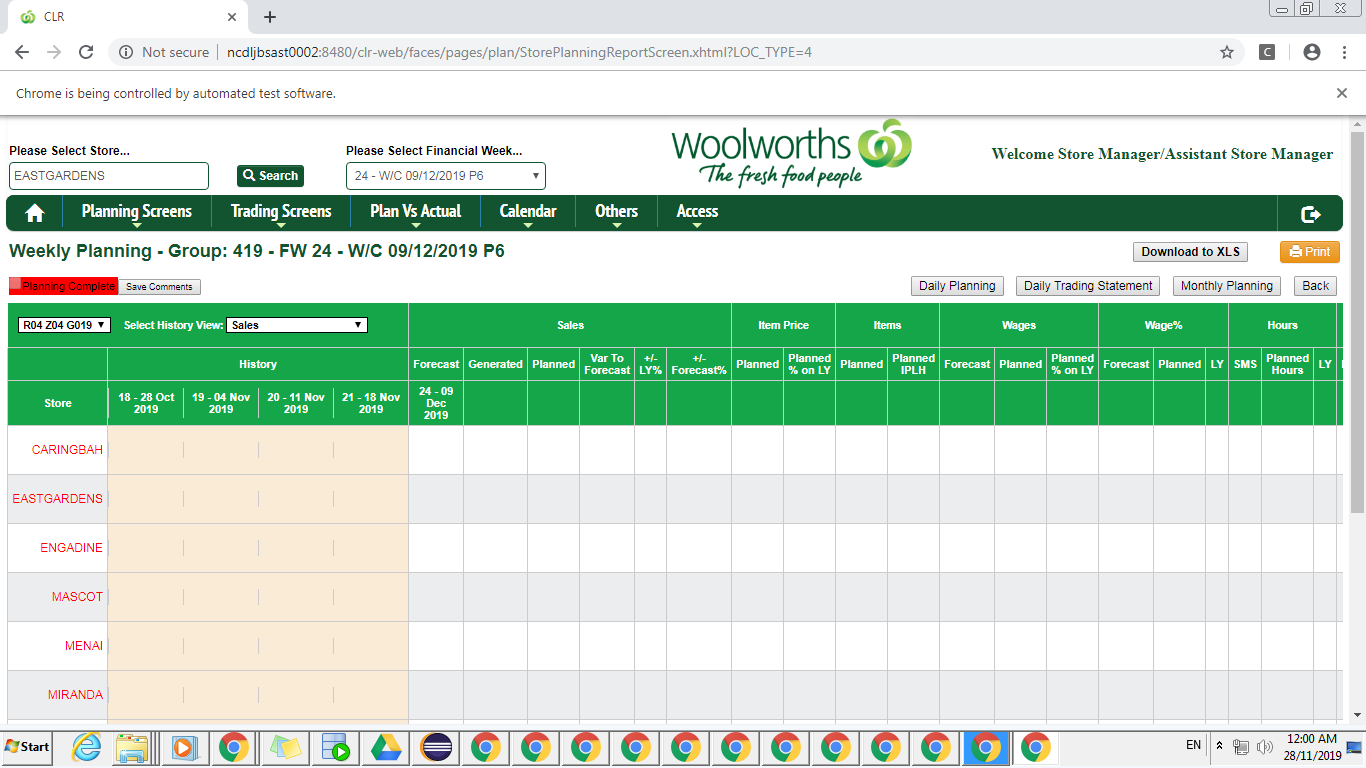 CLR
Not secure | ncdljbsast0002:8480/clr-web/faces/pages/plan/StorePlanningReportScreen.xhtml?LOC_TYPE=4
C
Chrome is being controlled by automated test software.
Please Select Store...
Please Select Financial Week...
EASTGARDENS
Search
24 - W/C 09/12/2019 P6
Woolworths
The fresh food people
Welcome Store Manager/Assistant Store Manager
Planning Screens Trading Screens Plan Vs Actual Calendar Others Access
Weekly Planning - Group: 419 - FW 24 - W/C 09/12/2019 P6
Download to XLS Print
Planning Complete Save Comments
Daily Planning Daily Trading Statement Monthly Planning Back
R04 Z04 G019 Select History View: Sales
Sales Item Price Items Wages Wage% Hours
History
Forecast Generated Planned Var To Forecast +/- LY% +/- Forecast%
Planned Planned % on LY
Planned Planned IPLH
Forecast Planned Planned % on LY
Forecast Planned LY
SMS Planned Hours LY
Store
18 - 28 Oct 2019
19 - 04 Nov 2019
20 - 11 Nov 2019
21 - 18 Nov 2019
24 - 09 Dec 2019
CARINGBAH
EASTGARDENS
ENGADINE
MASCOT
MENAI
MIRANDA
Start
EN
12:00 AM
28/11/2019